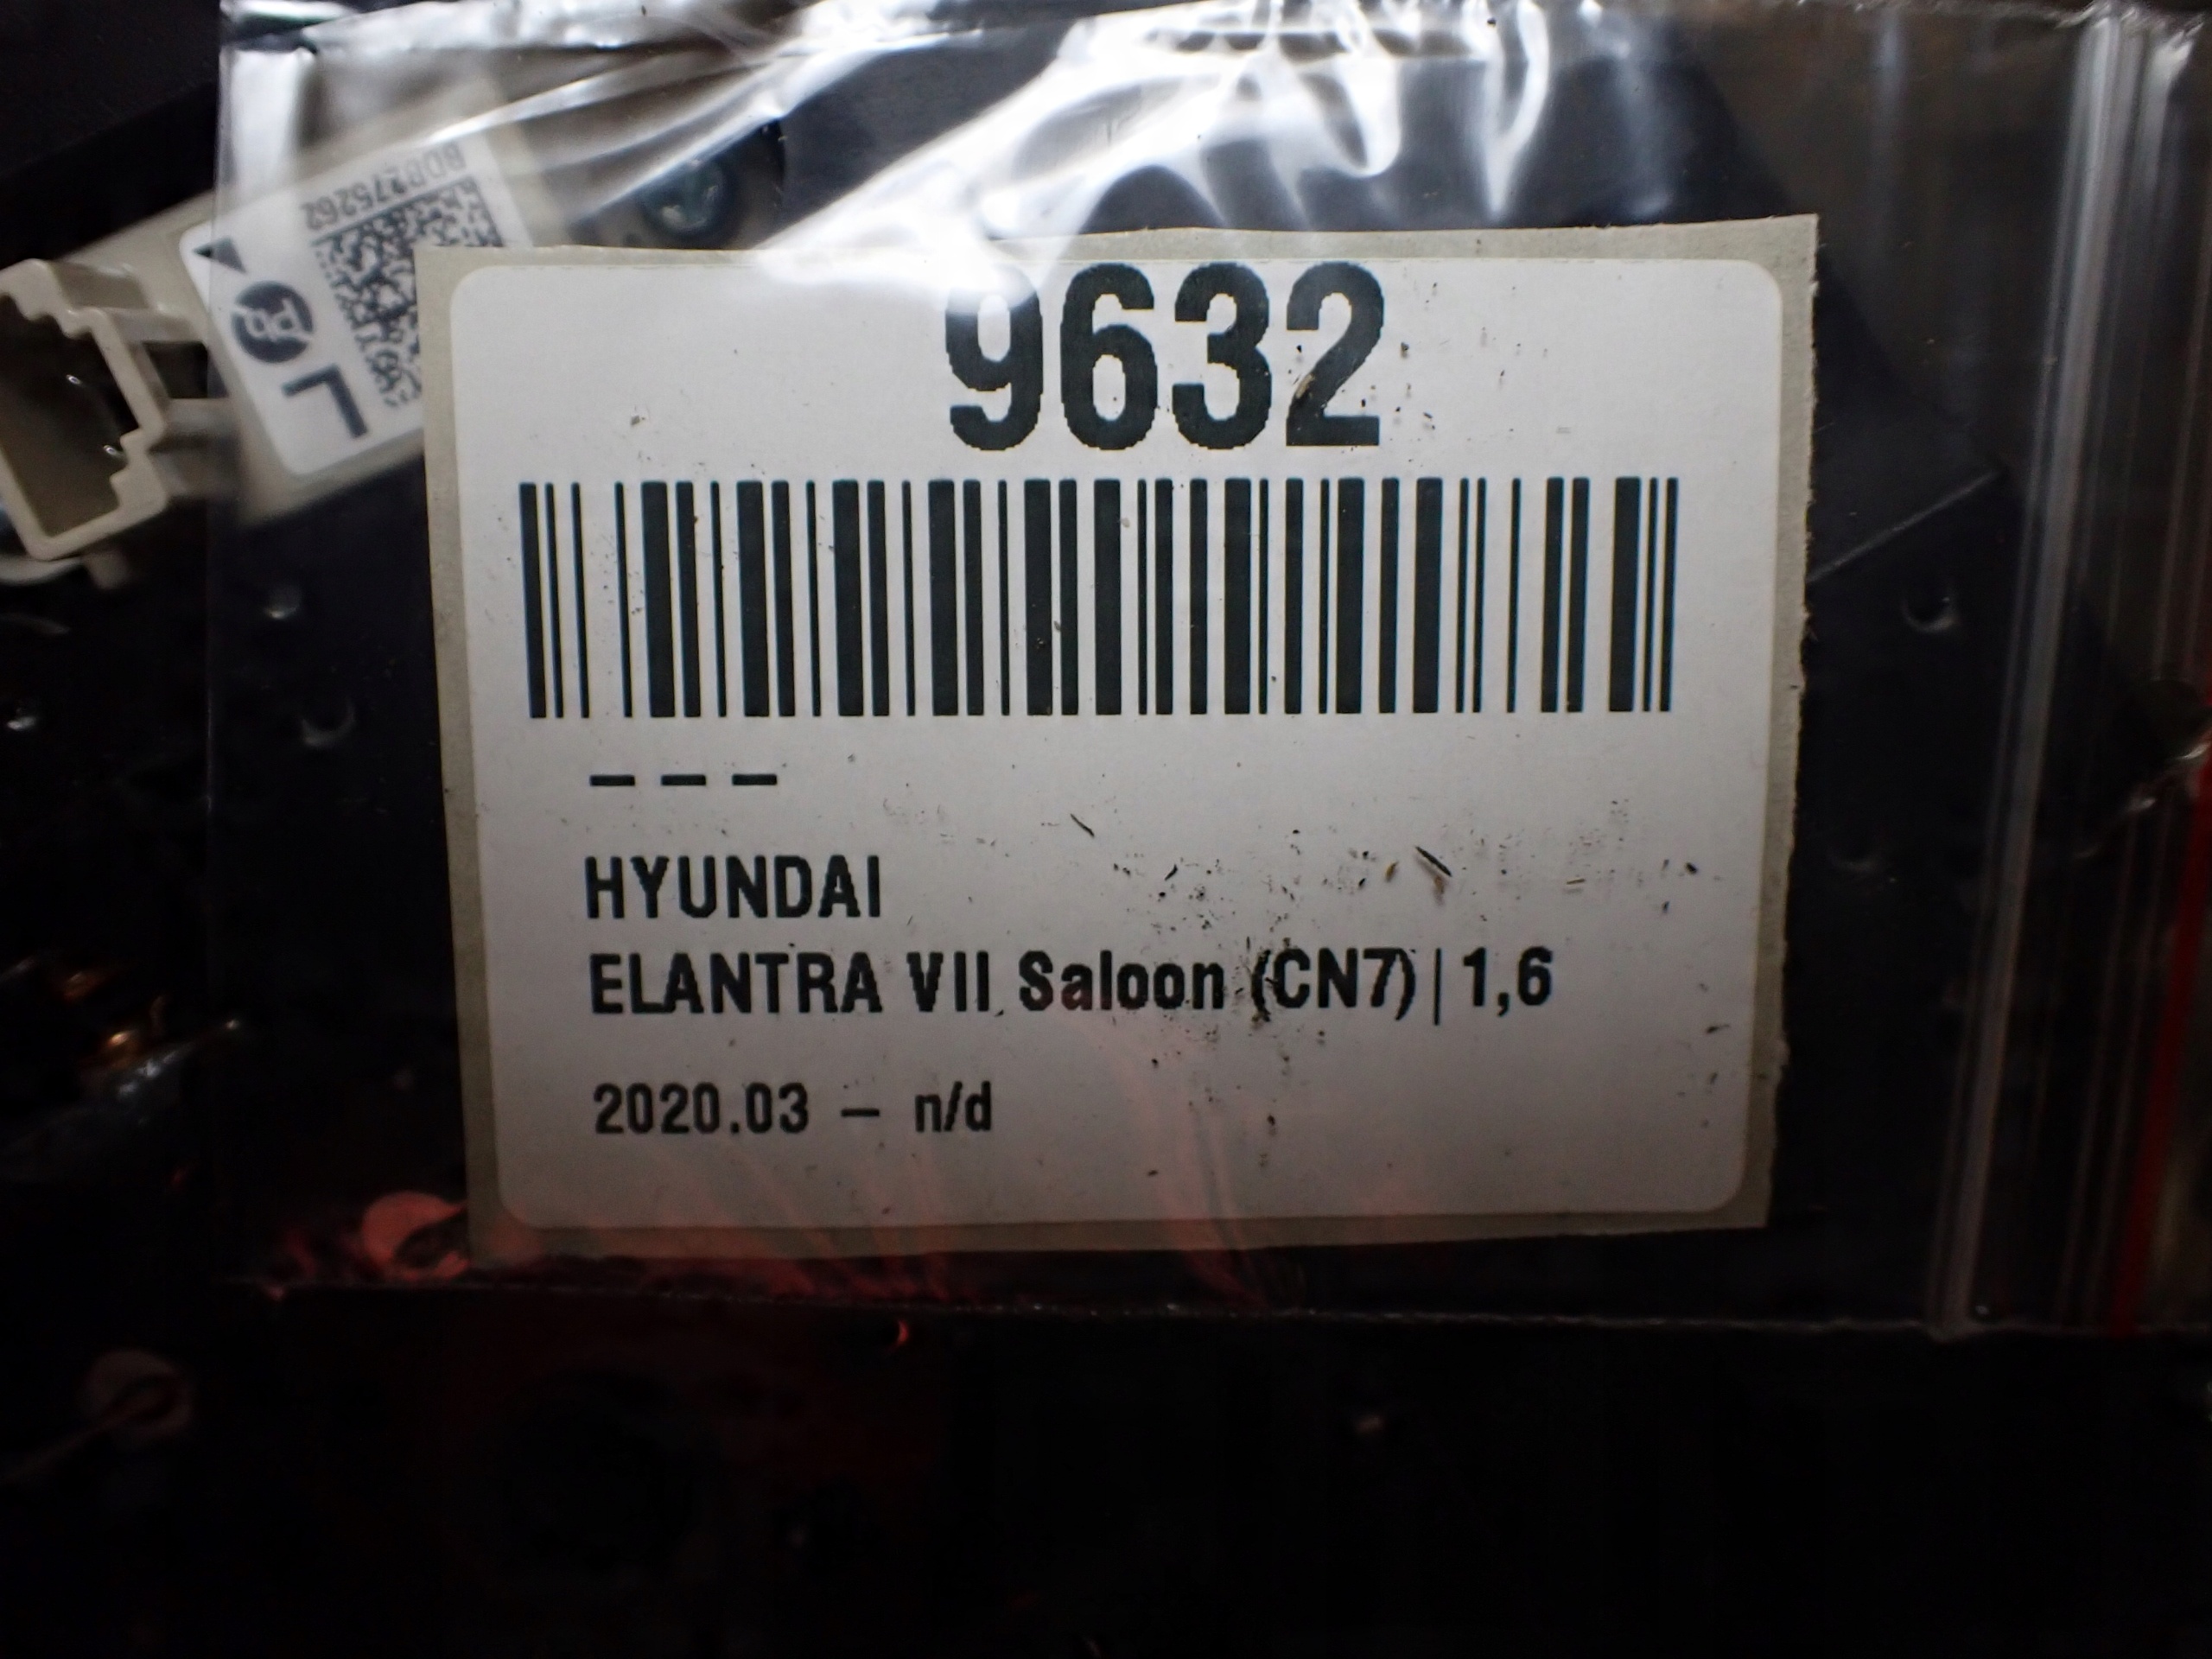 9632
– – –
HYUNDAI
ELANTRA VII Saloon (CN7) | 1,6
2020.03 – n/d